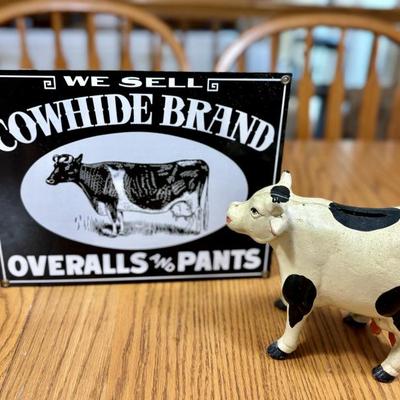 WE SELL
COWHIDE BRAND
OVERALLS AND PANTS